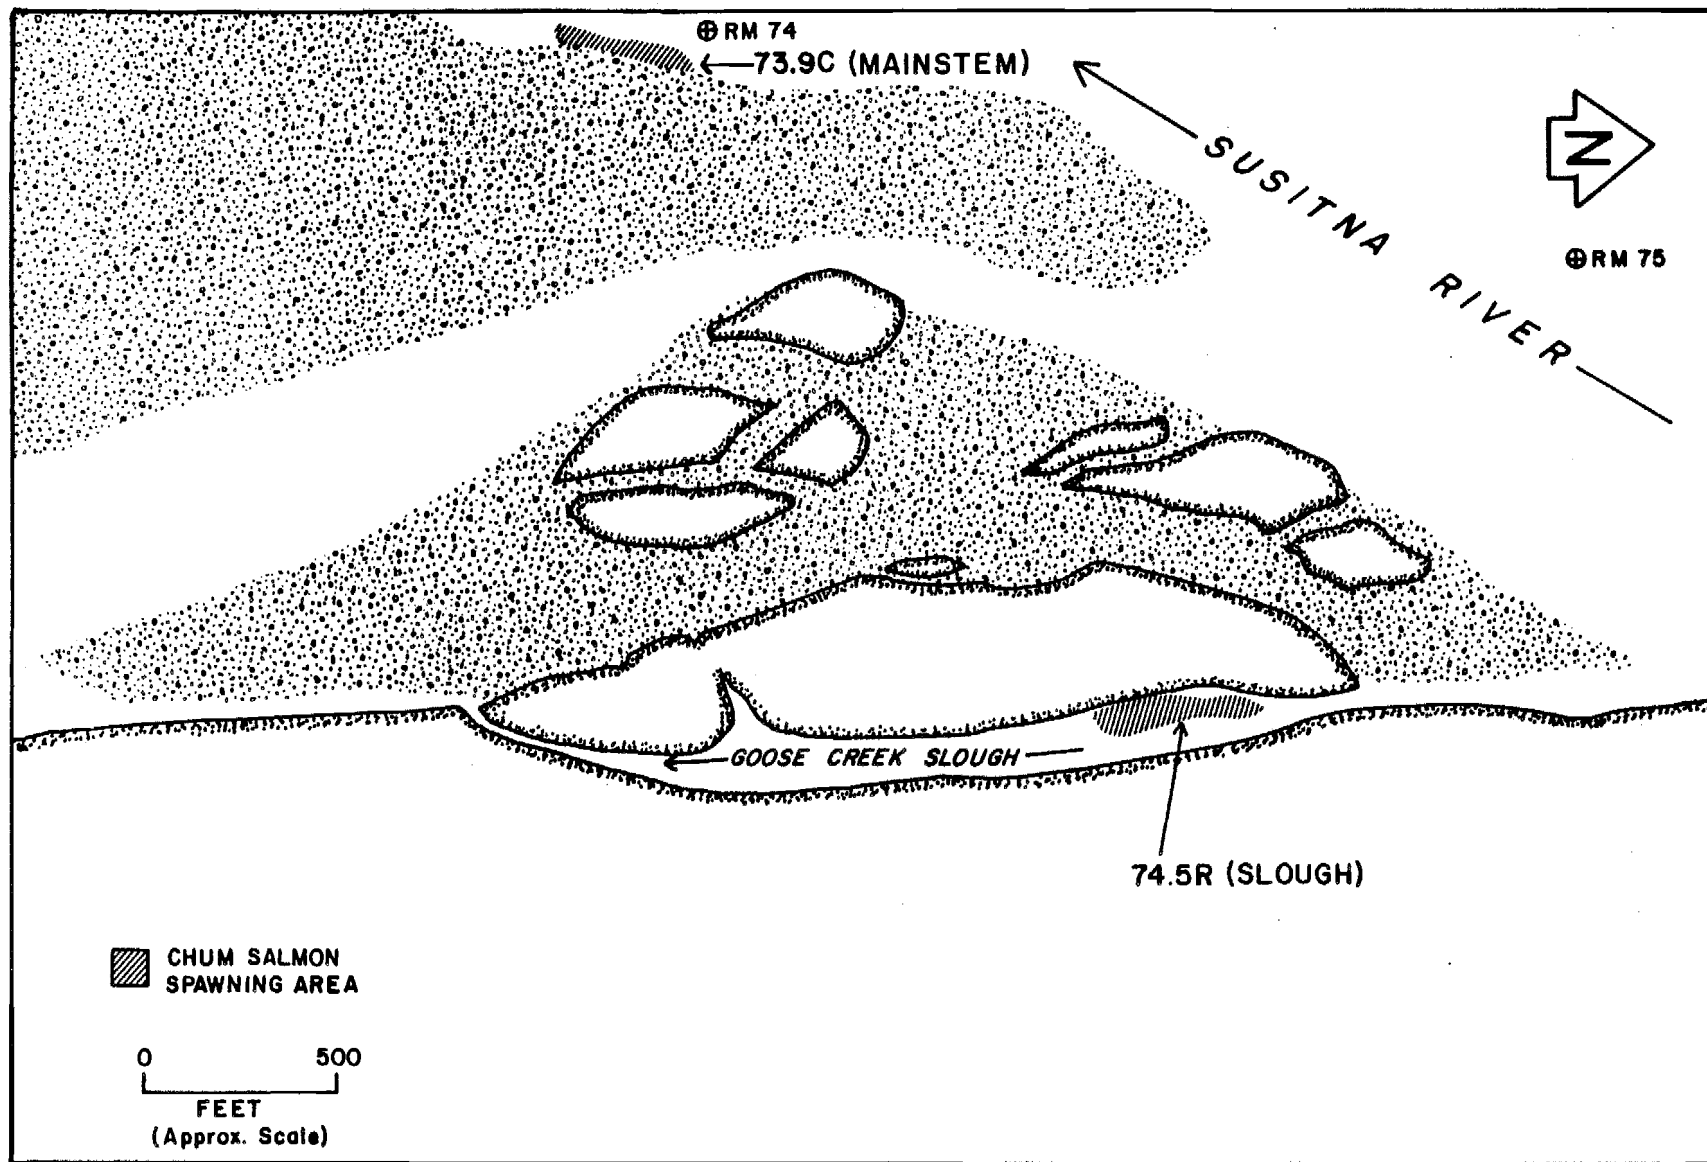 ⊕RM 74
73.9C (MAINSTEM)
N
SUSITNA RIVER
⊕RM 75
GOOSE CREEK SLOUGH
74.5R (SLOUGH)
CHUM SALMON
SPAWNING AREA
0 500
FEET
(Approx. Scale)